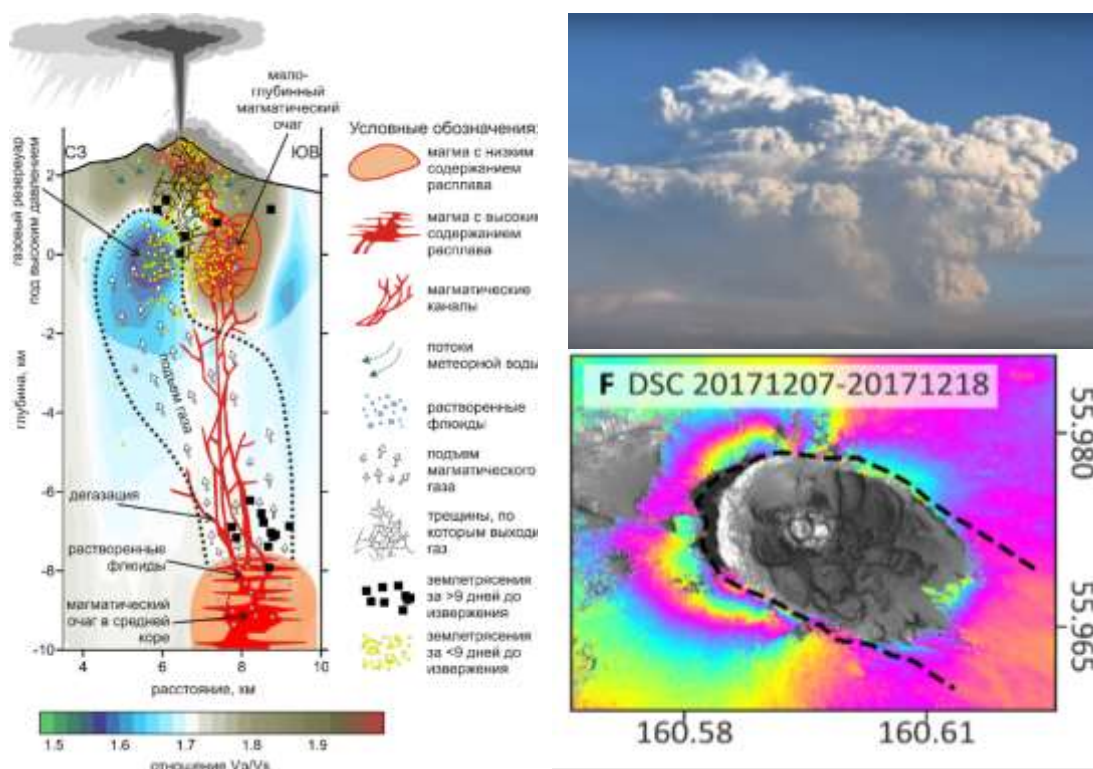 мало-
глубинный
магматический
очаг
СЗ
ЮВ
газовый резервуар
под высоким давлением
2
0
-2
-4
-6
-8
-10
глубина, км
подъем газа
дегазация
растворенные
флюиды
магматический
очаг в средней
коре
4
6
8
10
расстояние, км
1.5
1.6
1.7
1.8
1.9
отношение Vp/Vs
Условные обозначения:
магма с низким
содержанием
расплава
магма с высоким
содержанием
расплава
магматические
каналы
потоки
метеорной воды
растворенные
флюиды
подъем
магматического
газа
трещины, по
которым выходит
газ
землетрясения
за >9 дней до
извержения
землетрясения
за <9 дней до
извержения
F DSC 20171207-20171218
55.980
55.965
160.58
160.61